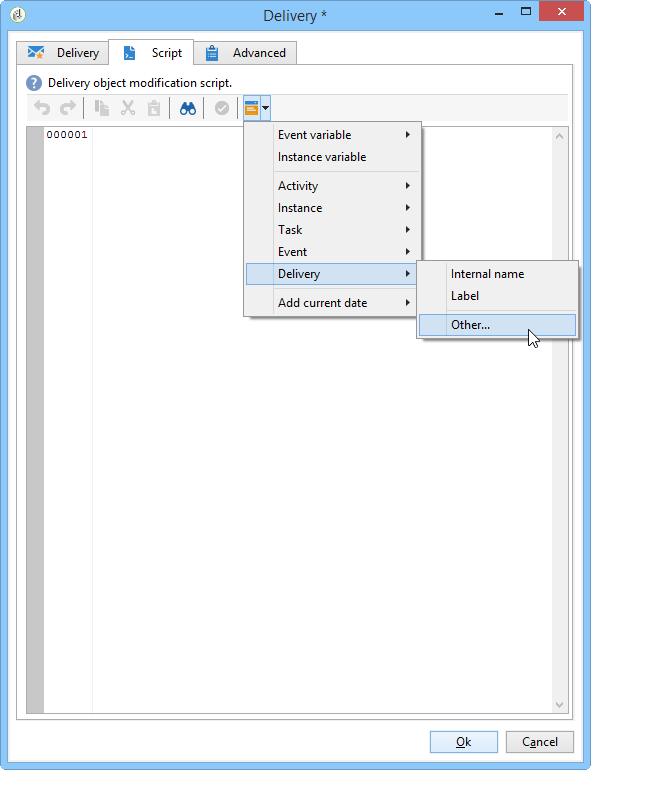 Delivery *
Delivery Script Advanced
? Delivery object modification script.
000001
Event variable
Instance variable
Activity
Instance
Task
Event
Delivery
Add current date
Internal name
Label
Other...
Ok Cancel